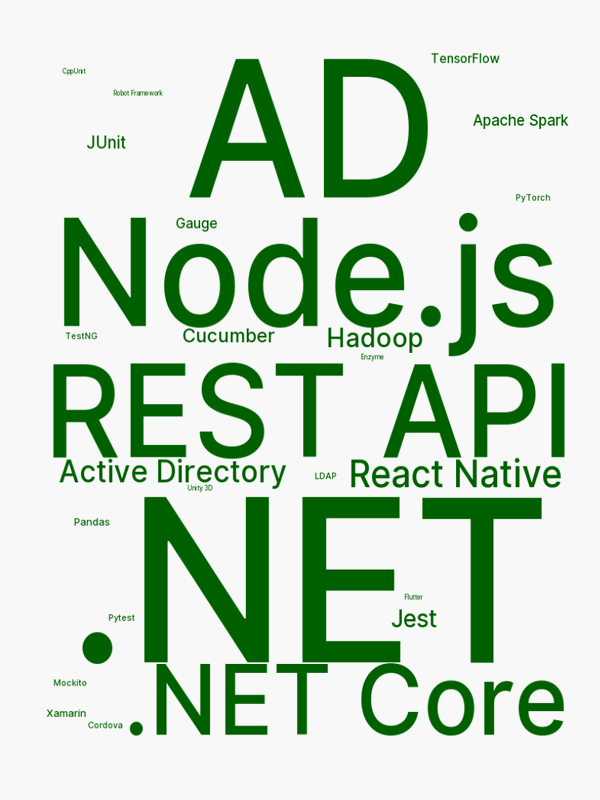 TensorFlow
CppUnit
Robot Framework
AD
Apache Spark
JUnit
PyTorch
Gauge
Node.js
TestNG
Cucumber
Hadoop
Enzyme
REST API
Active Directory
LDAP
React Native
Unity 3D
Pandas
.NET
Flutter
Pytest
Jest
Mockito
Xamarin
Cordova
.NET Core